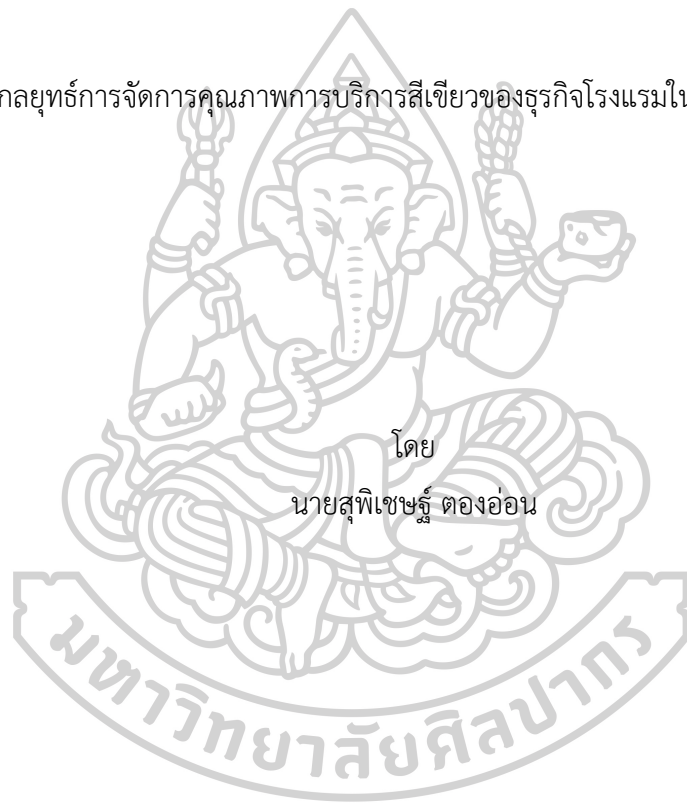 กลยุทธ์การจัดการคุณภาพการบริการสีเขียวของธุรกิจโรงแรมใน
โดย
นายสุพิเชษฐ์ ตองอ่อน
มหาวิทยาลัยศิลปากร